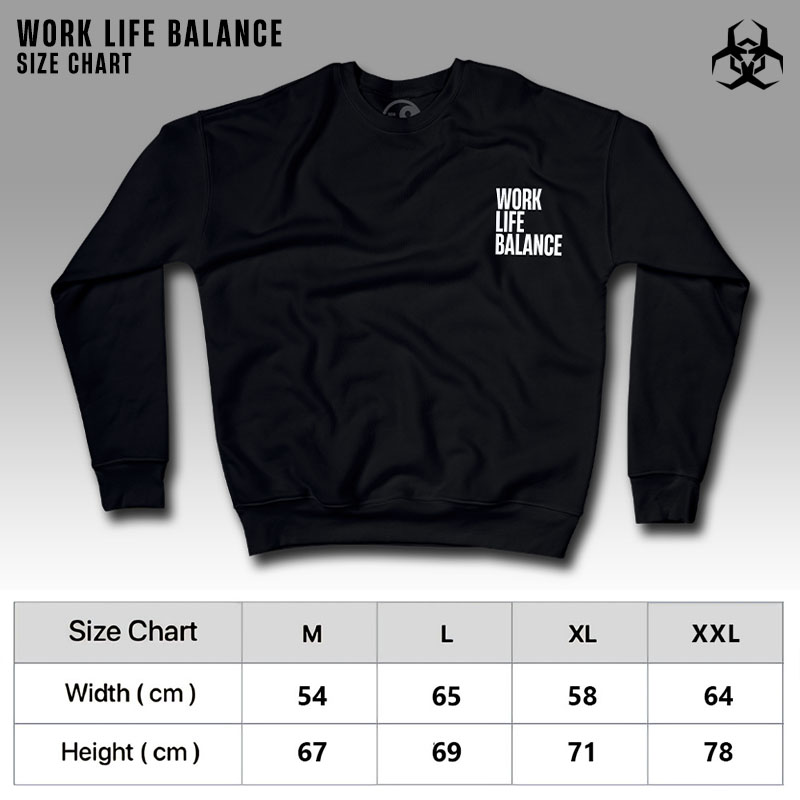 WORK LIFE BALANCE
SIZE CHART
WORK
LIFE
BALANCE
Size Chart M L XL XXL
Width ( cm ) 54 65 58 64
Height ( cm ) 67 69 71 78